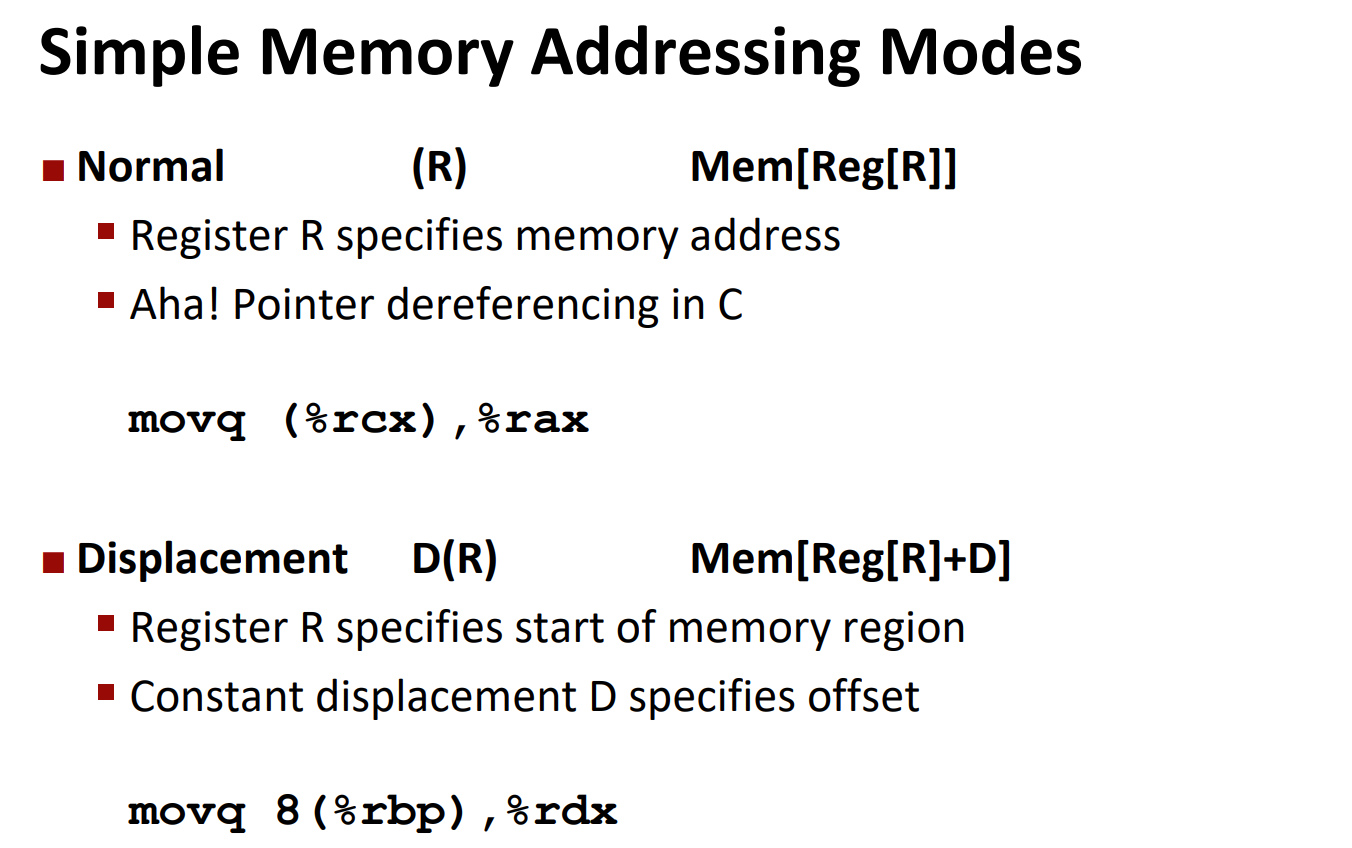 Simple Memory Addressing Modes
Normal (R) Mem[Reg[R]]
Register R specifies memory address
Aha! Pointer dereferencing in C
movq (%rcx),%rax
Displacement D(R) Mem[Reg[R]+D]
Register R specifies start of memory region
Constant displacement D specifies offset
movq 8(%rbp),%rdx